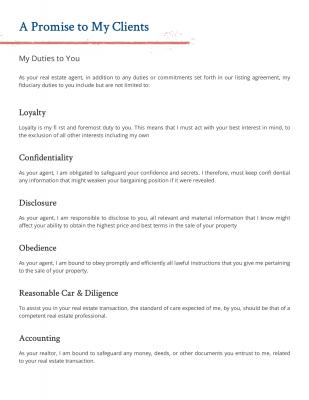 A Promise to My Clients
My Duties to You
As your real estate agent, in addition to any duties or commitments set forth in our listing agreement, my
fiduciary duties to you include but are not limited to:
Loyalty
Loyalty is my fi rst and foremost duty to you. This means that I must act with your best interest in mind, to
the exclusion of all other interests including my own
Confidentiality
As your agent, I am obligated to safeguard your confidence and secrets. I therefore, must keep confi dential
any information that might weaken your bargaining position if it were revealed.
Disclosure
As your agent, I am responsible to disclose to you, all relevant and material information that I know might
affect your ability to obtain the highest price and best terms in the sale of your property
Obedience
As your agent, I am bound to obey promptly and efficiently all lawful instructions that you give me pertaining
to the sale of your property.
Reasonable Car & Diligence
To assist you in your real estate transaction, the standard of care expected of me, by you, should be that of a
competent real estate professional.
Accounting
As your realtor, I am bound to safeguard any money, deeds, or other documents you entrust to me, related
to your real estate transaction.